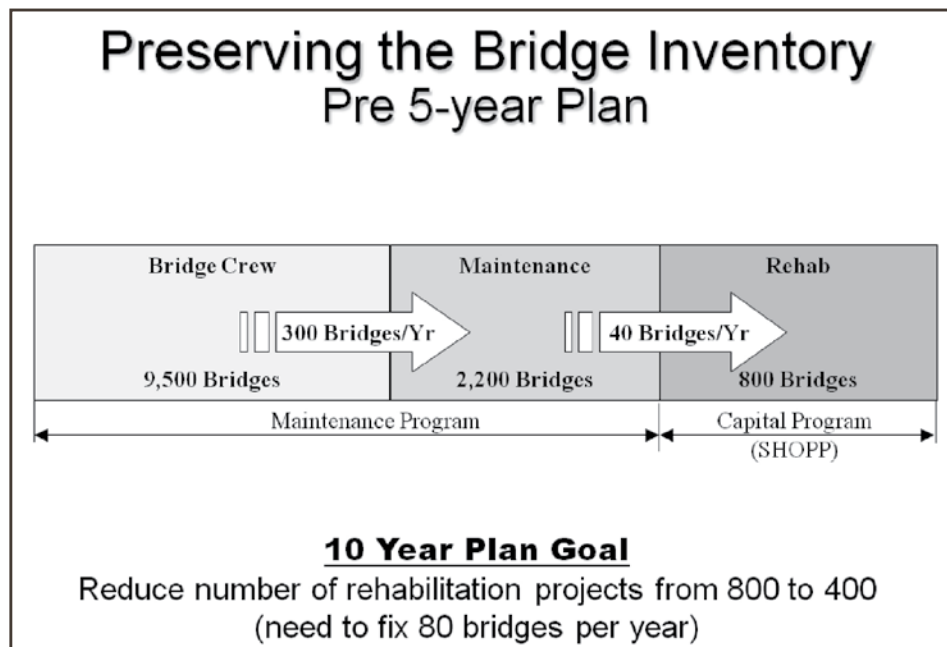 Preserving the Bridge Inventory
Pre 5-year Plan
Bridge Crew
Maintenance
Rehab
300 Bridges/Yr
40 Bridges/Yr
9,500 Bridges
2,200 Bridges
800 Bridges
Maintenance Program
Capital Program
(SHOPP)
10 Year Plan Goal
Reduce number of rehabilitation projects from 800 to 400
(need to fix 80 bridges per year)